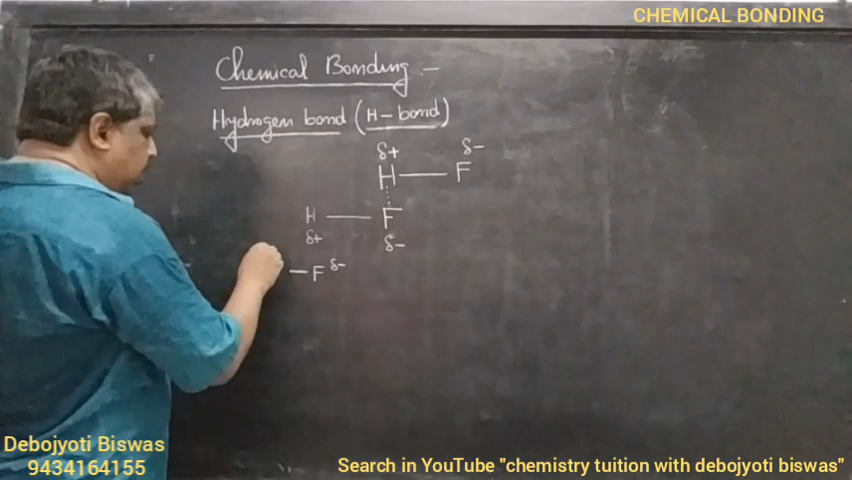 CHEMICAL BONDING
Chemical Bonding :-
Hydrogen bond (H-bond)
δ+ δ-
H — F
H — F
δ+ δ-
— F δ-
Debojyoti Biswas
9434164155
Search in YouTube "chemistry tuition with debojyoti biswas"